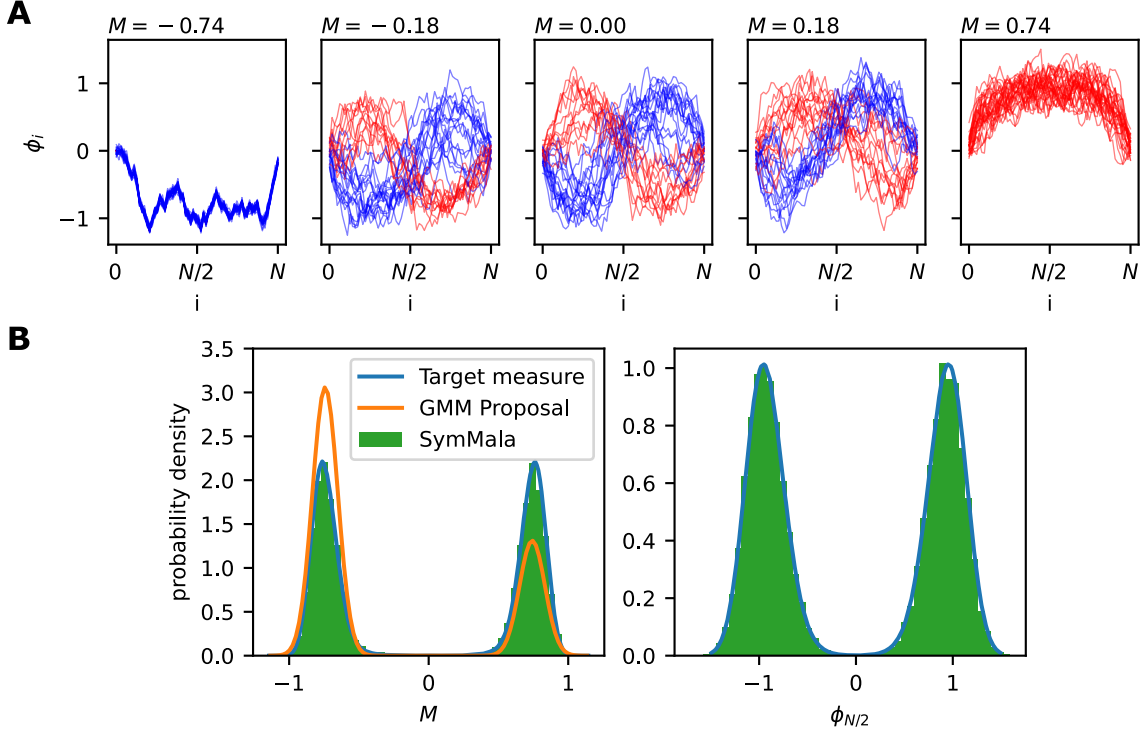 A
M = −0.74
M = −0.18
M = 0.00
M = 0.18
M = 0.74
ϕi
1
0
−1
0 N/2 N
0 N/2 N
0 N/2 N
0 N/2 N
0 N/2 N
i
i
i
i
i
B
probability density
3.5
3.0
2.5
2.0
1.5
1.0
0.5
0.0
Target measure
GMM Proposal
SymMala
−1 0 1
M
1.0
0.8
0.6
0.4
0.2
0.0
−1 0 1
ϕN/2